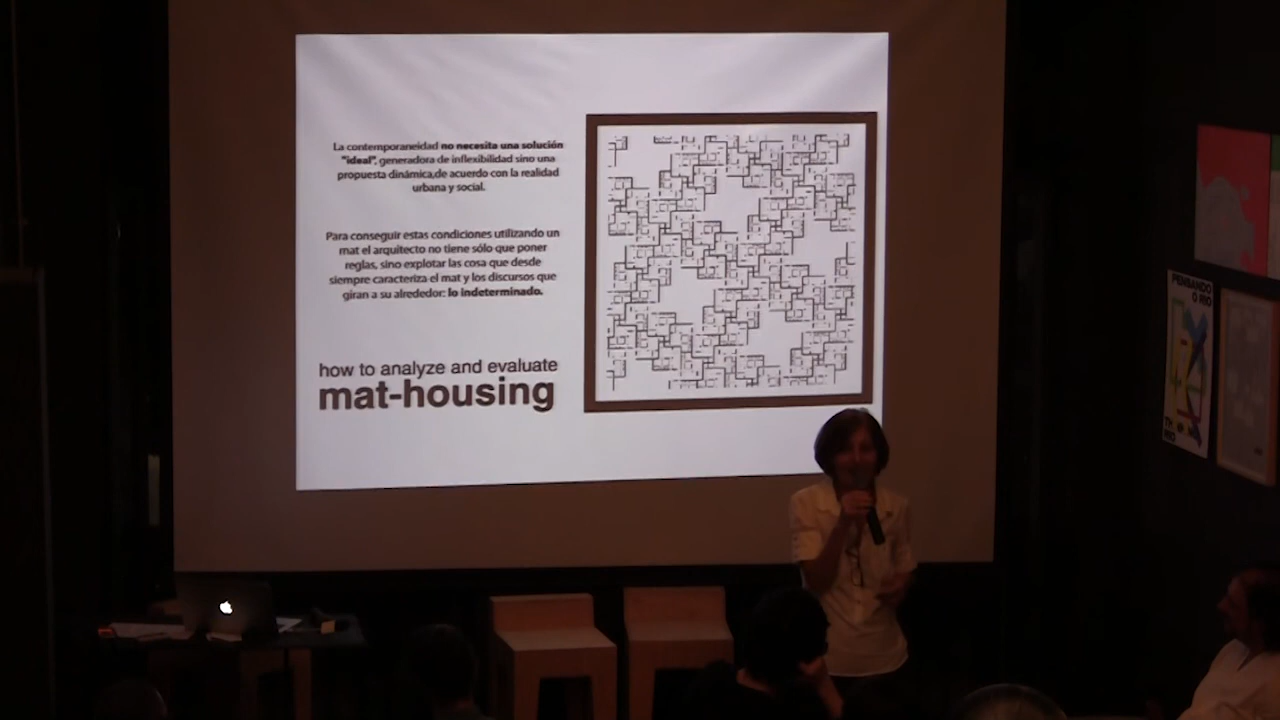 La contemporaneidad no necesita una solución
"ideal", generadora de inflexibilidad sino una
propuesta dinámica,de acuerdo con la realidad
urbana y social.
Para conseguir estas condiciones utilizando un
mat el arquitecto no tiene sólo que poner
reglas, sino explotar las cosa que desde
siempre caracteriza el mat y los discursos que
giran a su alrededor: lo indeterminado.
how to analyze and evaluate
mat-housing
PENSANDO
O RIO
RIO